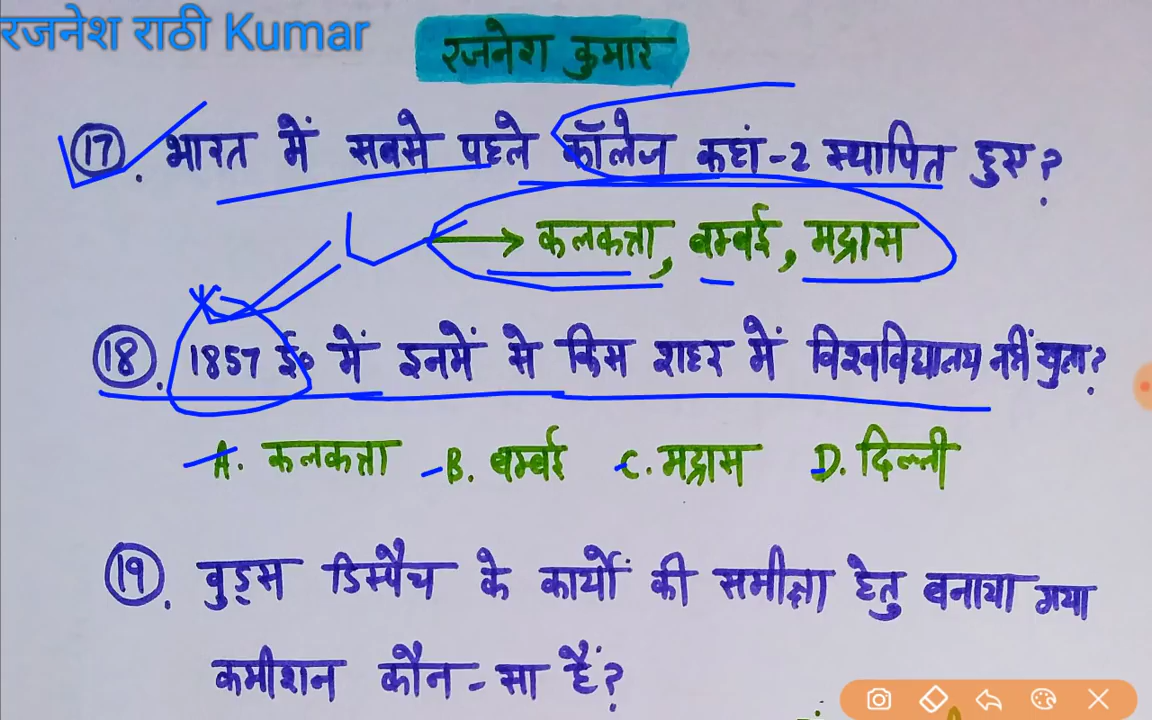 रजनेश राठी Kumar
रजनेश कुमार
17. भारत में सबसे पहले कॉलेज कहां-2 स्थापित हुए?
→ कलकत्ता, बम्बई, मद्रास
18. 1857 ई० में इनमें से किस शहर में विश्वविद्यालय नहीं खुला?
A. कलकत्ता B. बम्बई C. मद्रास D. दिल्ली
19. वुड्स डिस्पैच के कार्यों की समीक्षा हेतु बनाया गया
कमीशन कौन-सा हैं?